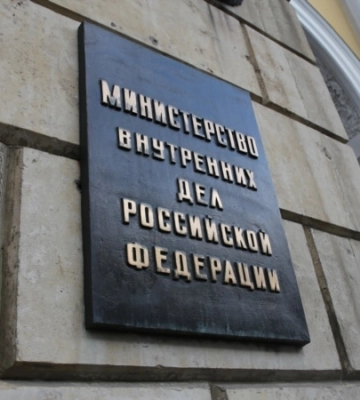 МИНИСТЕРСТВО
ВНУТРЕННИХ
ДЕЛ
РОССИЙСКОЙ
ФЕДЕРАЦИИ